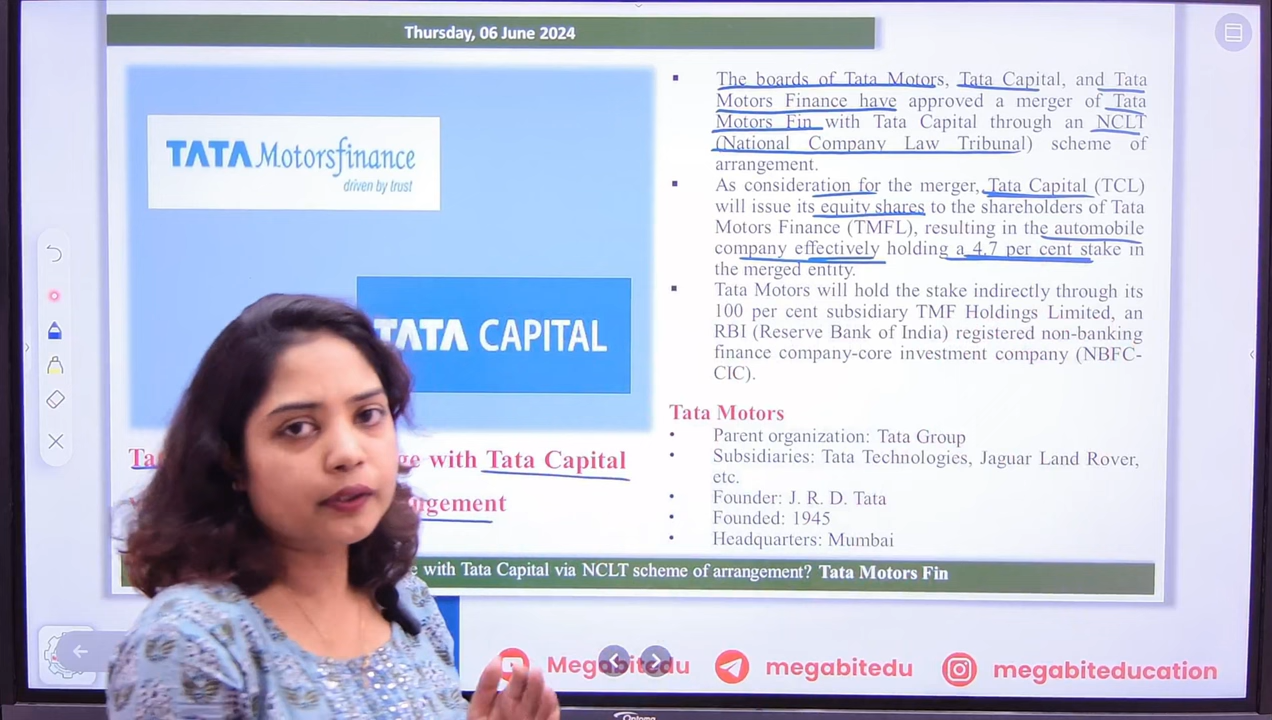 Thursday, 06 June 2024
TATA Motorsfinance
driven by trust
TATA CAPITAL
Ta
ge with Tata Capital
ngement
The boards of Tata Motors, Tata Capital, and Tata
Motors Finance have approved a merger of Tata
Motors Fin with Tata Capital through an NCLT
(National Company Law Tribunal) scheme of
arrangement.
As consideration for the merger, Tata Capital (TCL)
will issue its equity shares to the shareholders of Tata
Motors Finance (TMFL), resulting in the automobile
company effectively holding a 4.7 per cent stake in
the merged entity.
Tata Motors will hold the stake indirectly through its
100 per cent subsidiary TMF Holdings Limited, an
RBI (Reserve Bank of India) registered non-banking
finance company-core investment company (NBFC-
CIC).
Tata Motors
Parent organization: Tata Group
Subsidiaries: Tata Technologies, Jaguar Land Rover,
etc.
Founder: J. R. D. Tata
Founded: 1945
Headquarters: Mumbai
e with Tata Capital via NCLT scheme of arrangement? Tata Motors Fin
Megabitedu megabitedu megabiteducation
Optoma